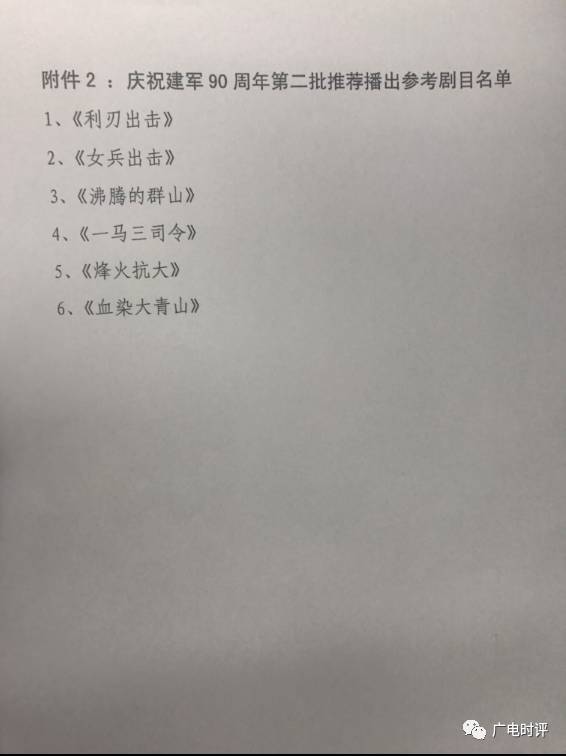 附件2 ：庆祝建军90周年第二批推荐播出参考剧目名单
1、《利刃出击》
2、《女兵出击》
3、《沸腾的群山》
4、《一马三司令》
5、《烽火抗大》
6、《血染大青山》
广电时评